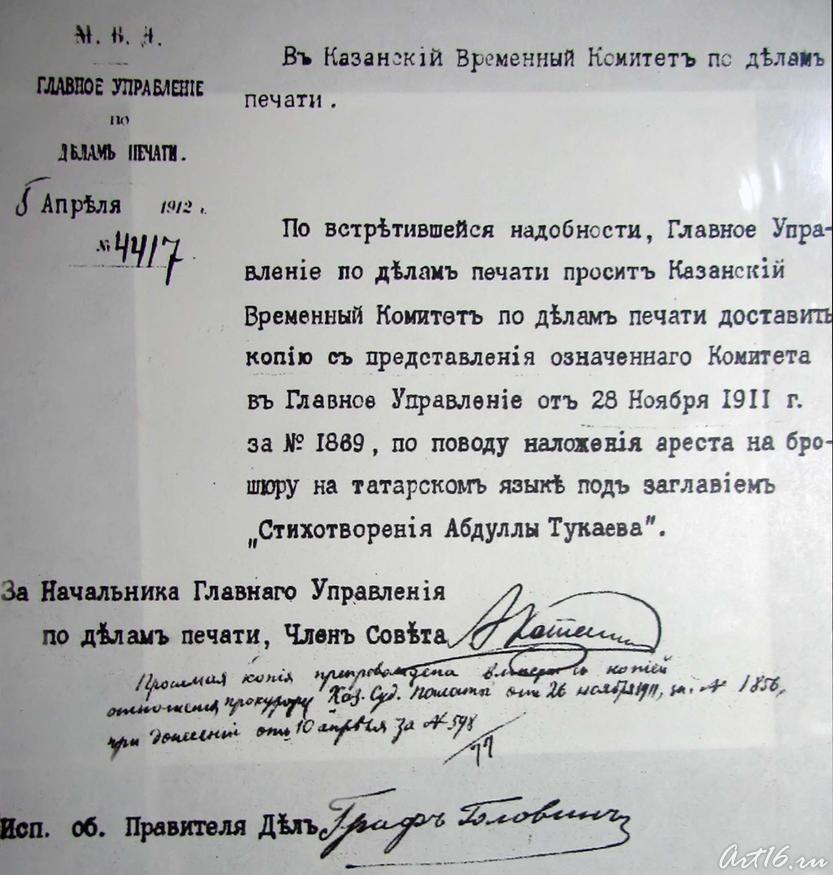 М. В. Д.
ГЛАВНОЕ УПРАВЛЕНІЕ
по
ДѢЛАМЪ ПЕЧАТИ.
5 Апрѣля 1912 г.
№ 4417
Въ Казанскій Временный Комитетъ по дѣламъ
печати.
По встрѣтившейся надобности, Главное Упра-
вленіе по дѣламъ печати проситъ Казанскій
Временный Комитетъ по дѣламъ печати доставить
копію съ представленія означеннаго Комитета
въ Главное Управленіе отъ 28 Ноября 1911 г.
за № 1869, по поводу наложенія ареста на бро-
шюру на татарскомъ языкѣ подъ заглавіемъ
„Стихотворенія Абдуллы Тукаева".
За Начальника Главнаго Управленія
по дѣламъ печати, Членъ Совѣта
Просимая копія препровождена вмѣстѣ съ копіей
отношенія прокурору Каз. Суд. Палаты отъ 26 ноября 1911, за № 1856,
при донесеніи отъ 10 апрѣля за № 598
Исп. об. Правителя Дѣлъ Графъ Головинъ
Art16.ru